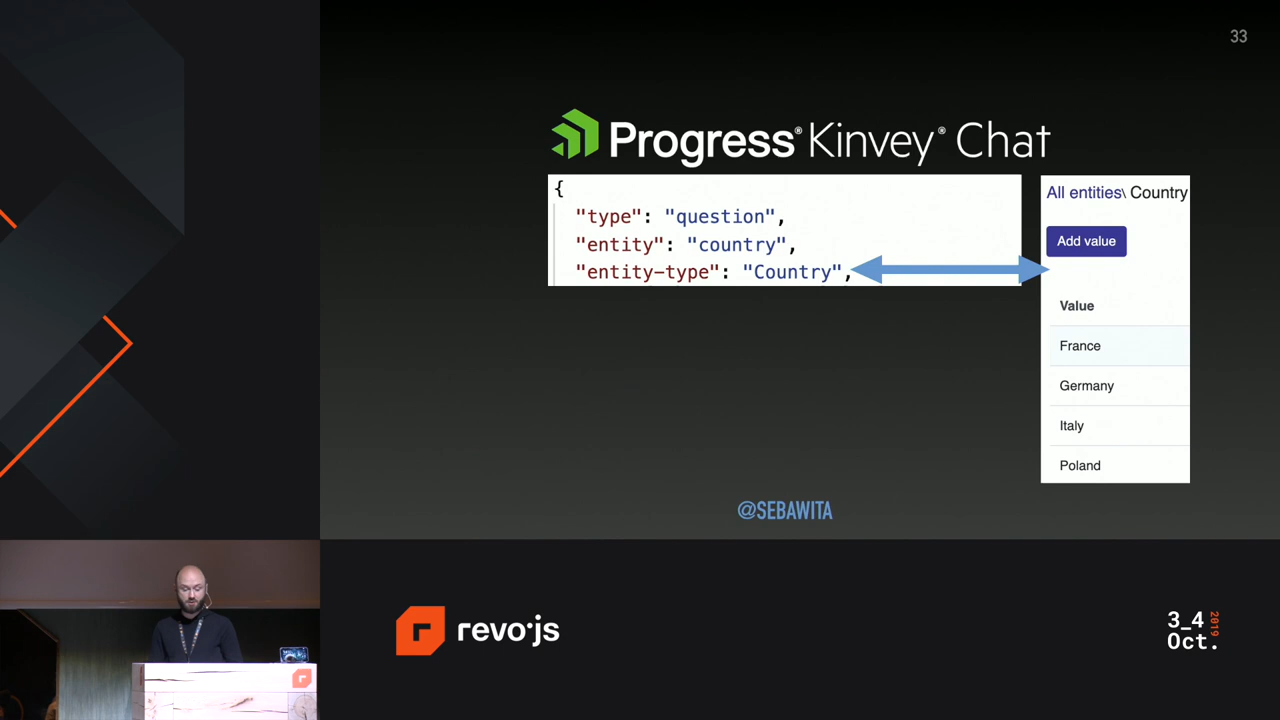 33
Progress® Kinvey® Chat
{
"type": "question",
"entity": "country",
"entity-type": "Country",
All entities\ Country
Add value
Value
France
Germany
Italy
Poland
@SEBAWITA
revo·js
3_4
Oct.
2019